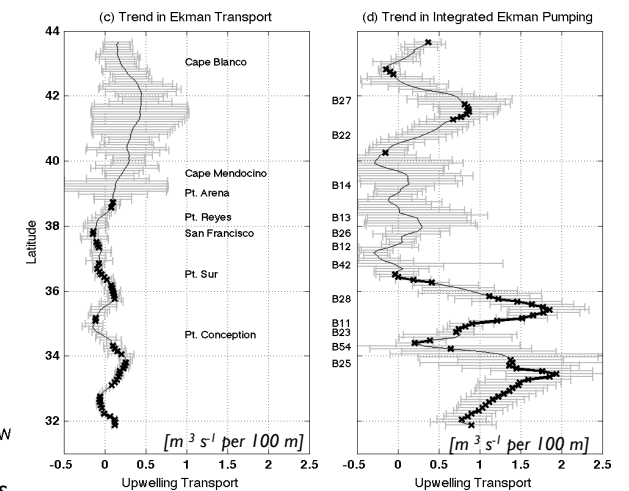 (c) Trend in Ekman Transport
(d) Trend in Integrated Ekman Pumping
44
42
40
38
36
34
32
Latitude
Cape Blanco
Cape Mendocino
Pt. Arena
Pt. Reyes
San Francisco
Pt. Sur
Pt. Conception
[m 3 s-1 per 100 m]
-0.5 0 0.5 1 1.5 2 2.5
Upwelling Transport
B27
B22
B14
B13
B26
B12
B42
B28
B11
B23
B54
B25
[m 3 s-1 per 100 m]
-0.5 0 0.5 1 1.5 2 2.5
Upwelling Transport
w
s